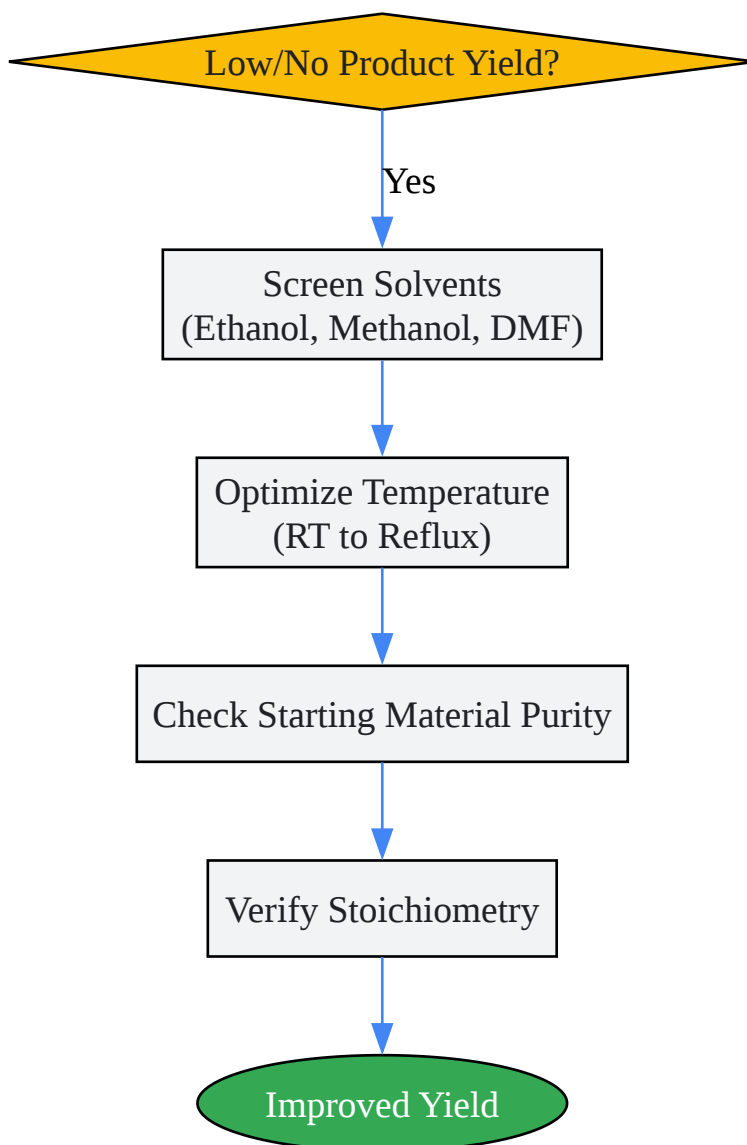 Low/No Product Yield?
Yes
Screen Solvents
(Ethanol, Methanol, DMF)
Optimize Temperature
(RT to Reflux)
Check Starting Material Purity
Verify Stoichiometry
Improved Yield